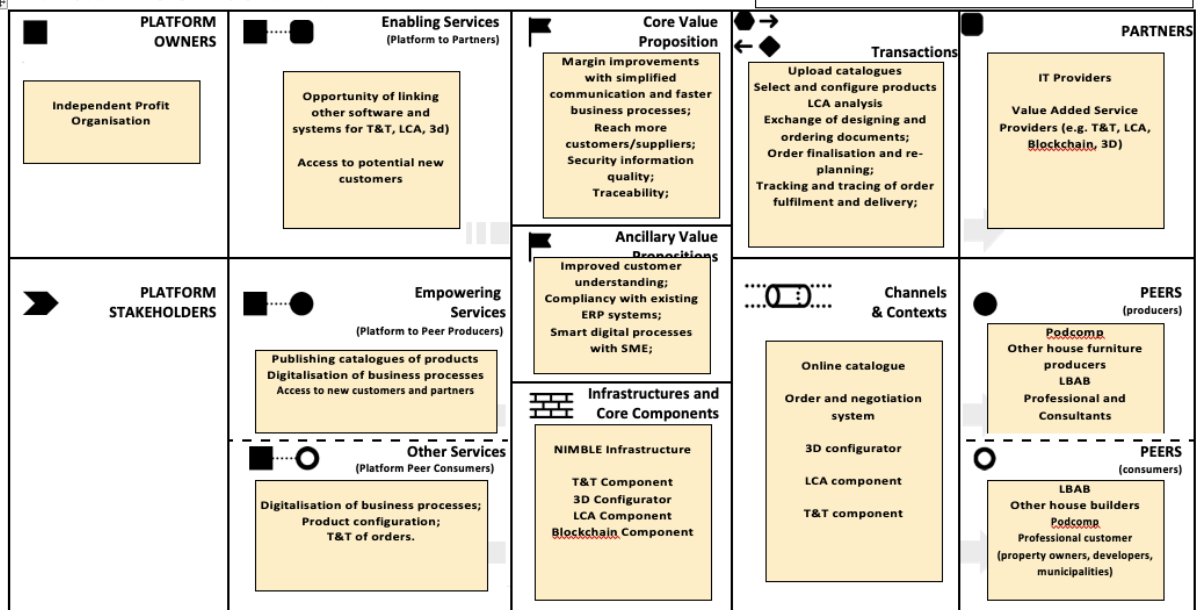 PLATFORM
OWNERS
Independent Profit
Organisation
Enabling Services
(Platform to Partners)
Opportunity of linking
other software and
systems for T&T, LCA, 3d)
Access to potential new
customers
Core Value
Proposition
Margin improvements
with simplified
communication and faster
business processes;
Reach more
customers/suppliers;
Security information
quality;
Traceability;
Transactions
Upload catalogues
Select and configure products
LCA analysis
Exchange of designing and
ordering documents;
Order finalisation and re-
planning;
Tracking and tracing of order
fulfilment and delivery;
PARTNERS
IT Providers
Value Added Service
Providers (e.g. T&T, LCA,
Blockchain, 3D)
Ancillary Value
Propositions
Improved customer
understanding;
Compliancy with existing
ERP systems;
Smart digital processes
with SME;
PLATFORM
STAKEHOLDERS
Empowering
Services
(Platform to Peer Producers)
Publishing catalogues of products
Digitalisation of business processes
Access to new customers and partners
Other Services
(Platform Peer Consumers)
Digitalisation of business processes;
Product configuration;
T&T of orders.
Infrastructures and
Core Components
NIMBLE Infrastructure
T&T Component
3D Configurator
LCA Component
Blockchain Component
Channels
& Contexts
Online catalogue
Order and negotiation
system
3D configurator
LCA component
T&T component
PEERS
(producers)
Podcomp
Other house furniture
producers
LBAB
Professional and
Consultants
PEERS
(consumers)
LBAB
Other house builders
Podcomp
Professional customer
(property owners, developers,
municipalities)